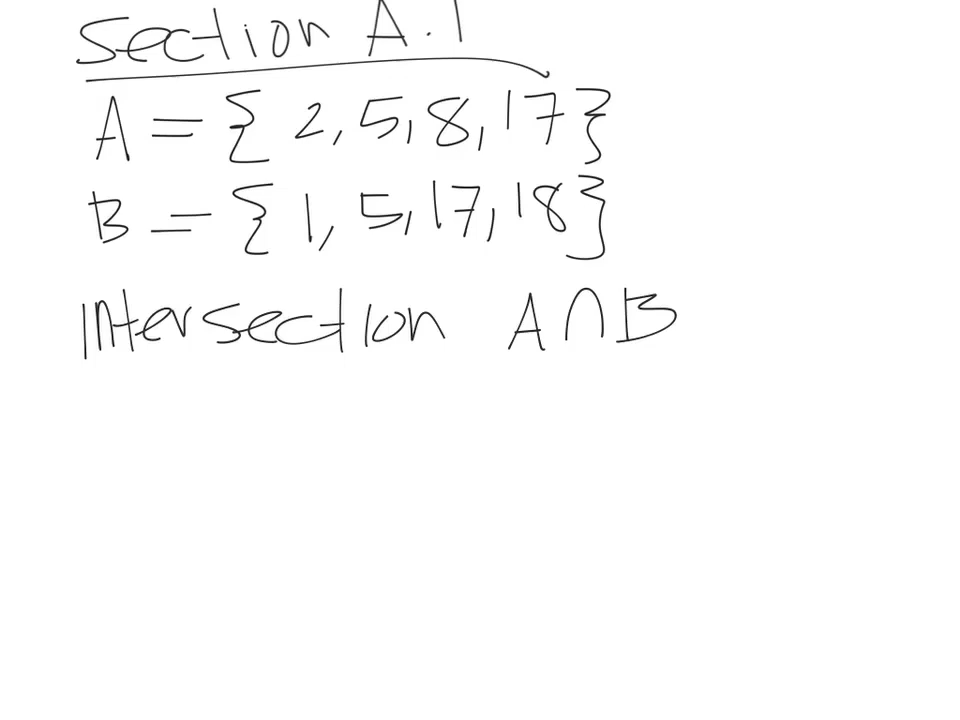 Section A.1
A = { 2, 5, 8, 17}
B = { 1, 5, 17, 18}
Intersection A ∩ B